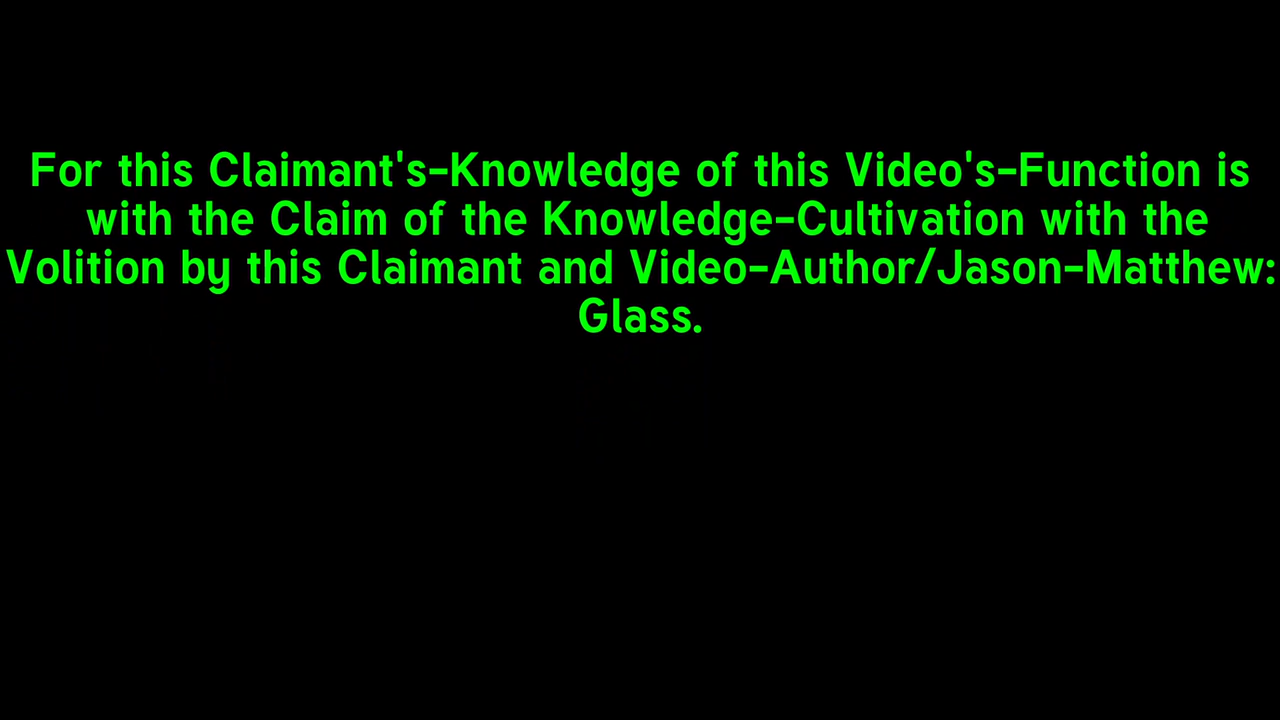 For this Claimant's-Knowledge of this Video's-Function is
with the Claim of the Knowledge-Cultivation with the
Volition by this Claimant and Video-Author/Jason-Matthew:
Glass.